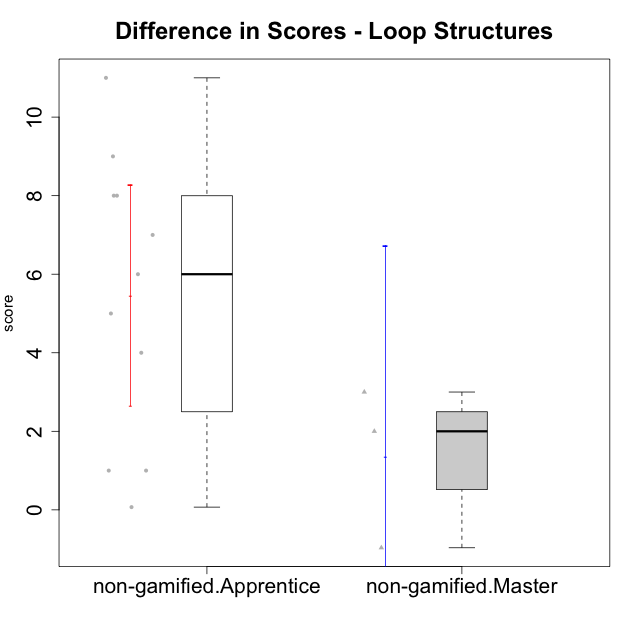 Difference in Scores - Loop Structures
score
10
8
6
4
2
0
non-gamified.Apprentice
non-gamified.Master